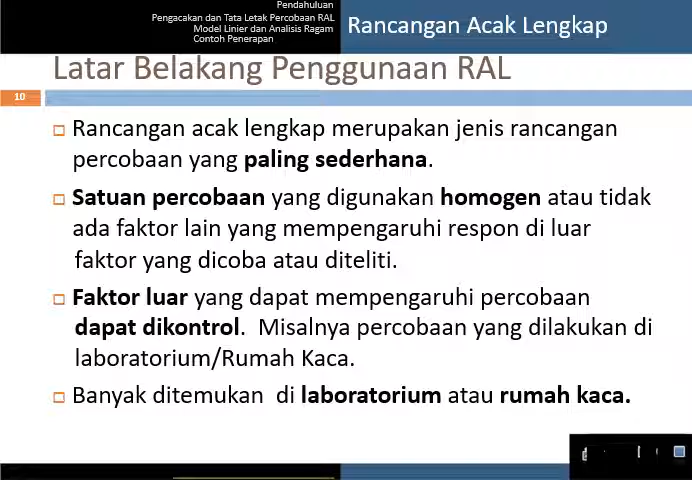 Pendahuluan
Pengacakan dan Tata Letak Percobaan RAL
Model Linier dan Analisis Ragam
Contoh Penerapan
Rancangan Acak Lengkap
Latar Belakang Penggunaan RAL
10
Rancangan acak lengkap merupakan jenis rancangan
percobaan yang paling sederhana.
Satuan percobaan yang digunakan homogen atau tidak
ada faktor lain yang mempengaruhi respon di luar
faktor yang dicoba atau diteliti.
Faktor luar yang dapat mempengaruhi percobaan
dapat dikontrol. Misalnya percobaan yang dilakukan di
laboratorium/Rumah Kaca.
Banyak ditemukan di laboratorium atau rumah kaca.